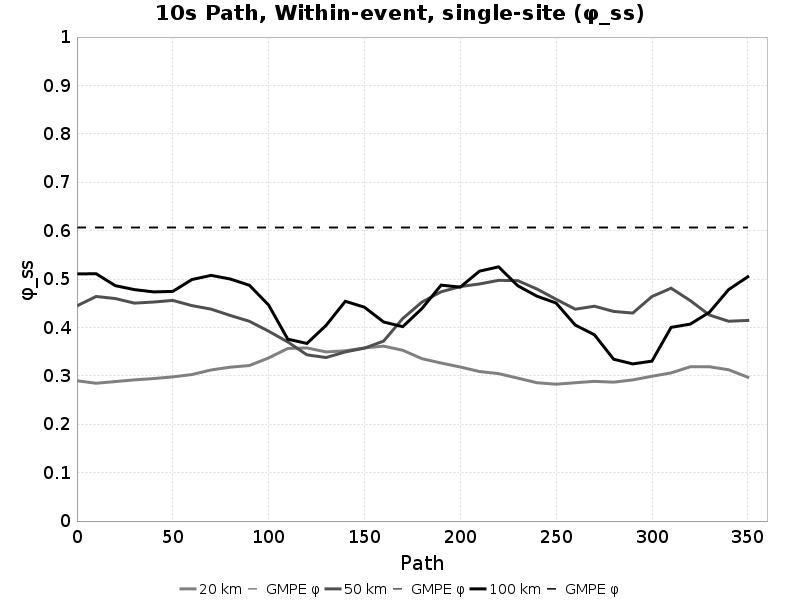 10s Path, Within-event, single-site (φ_ss)
1
0.9
0.8
0.7
0.6
0.5
0.4
0.3
0.2
0.1
0
φ_ss
0 50 100 150 200 250 300 350
Path
20 km GMPE φ 50 km GMPE φ 100 km GMPE φ